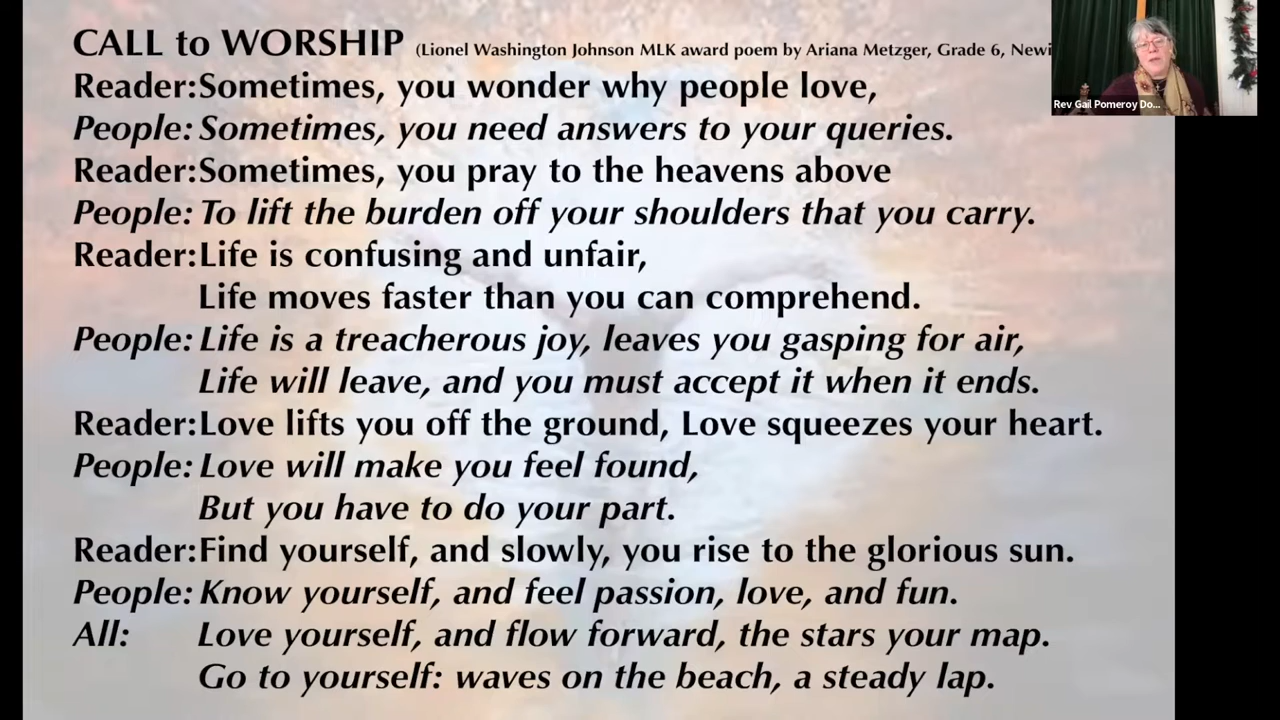 CALL to WORSHIP (Lionel Washington Johnson MLK award poem by Ariana Metzger, Grade 6,
Rev Gail Pomeroy Do...
Reader: Sometimes, you wonder why people love,
People: Sometimes, you need answers to your queries.
Reader: Sometimes, you pray to the heavens above
People: To lift the burden off your shoulders that you carry.
Reader: Life is confusing and unfair,
Life moves faster than you can comprehend.
People: Life is a treacherous joy, leaves you gasping for air,
Life will leave, and you must accept it when it ends.
Reader: Love lifts you off the ground, Love squeezes your heart.
People: Love will make you feel found,
But you have to do your part.
Reader: Find yourself, and slowly, you rise to the glorious sun.
People: Know yourself, and feel passion, love, and fun.
All: Love yourself, and flow forward, the stars your map.
Go to yourself: waves on the beach, a steady lap.